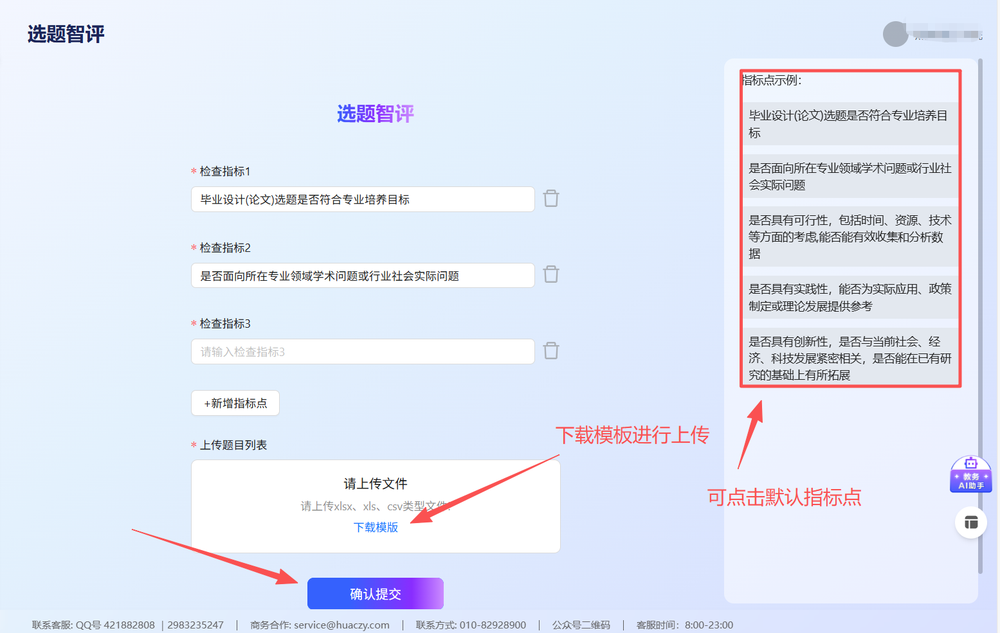 选题智评
选题智评
* 检查指标1
毕业设计(论文)选题是否符合专业培养目标
* 检查指标2
是否面向所在专业领域学术问题或行业社会实际问题
* 检查指标3
请输入检查指标3
+新增指标点
* 上传题目列表
请上传文件
请上传xlsx、xls、csv类型文件!
下载模版
下载模板进行上传
确认提交
指标点示例：
毕业设计(论文)选题是否符合专业培养目
标
是否面向所在专业领域学术问题或行业社
会实际问题
是否具有可行性，包括时间、资源、技术
等方面的考虑,能否能有效收集和分析数
据
是否具有实践性，能否为实际应用、政策
制定或理论发展提供参考
是否具有创新性，是否与当前社会、经
济、科技发展紧密相关，是否能在已有研
究的基础上有所拓展
可点击默认指标点
教务
AI助手
联系客服: QQ号 421882808 | 2983235247 | 商务合作: service@huaczy.com | 联系方式: 010-82928900 | 公众号二维码 | 客服时间：8:00-23:00